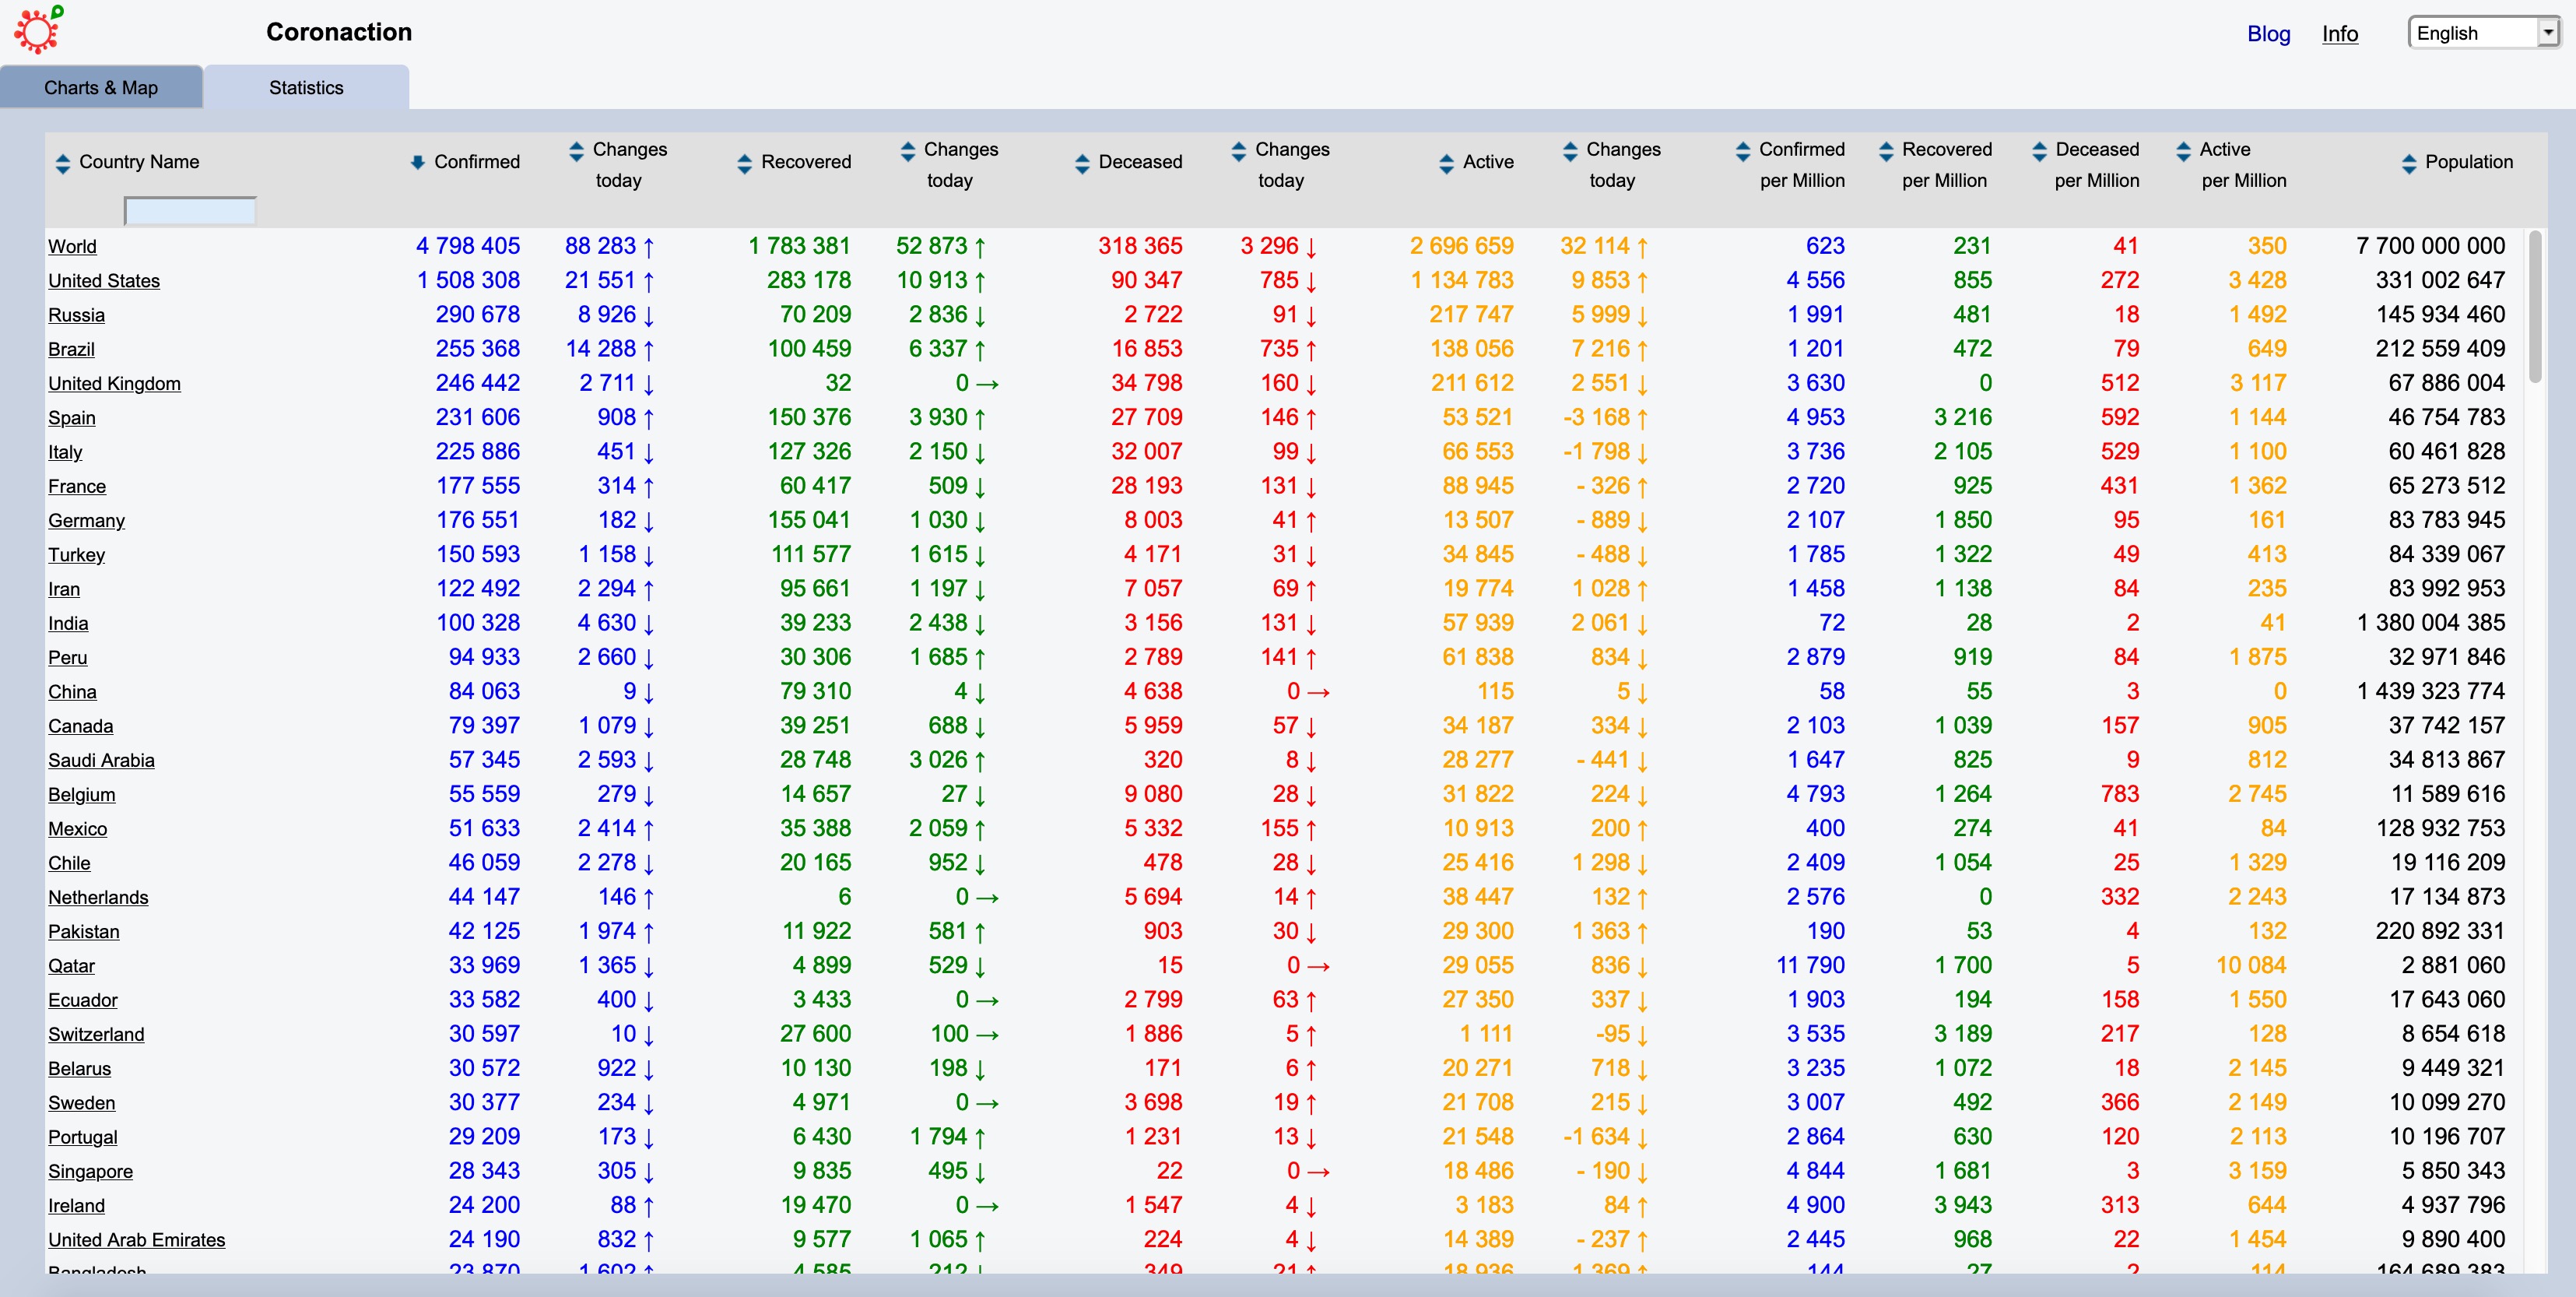 Coronaction
Blog Info English
Charts & Map Statistics
Country Name Confirmed Changes today Recovered Changes today Deceased Changes today Active Changes today Confirmed per Million Recovered per Million Deceased per Million Active per Million Population
World 4 798 405 88 283 ↑ 1 783 381 52 873 ↑ 318 365 3 296 ↓ 2 696 659 32 114 ↑ 623 231 41 350 7 700 000 000
United States 1 508 308 21 551 ↑ 283 178 10 913 ↑ 90 347 785 ↓ 1 134 783 9 853 ↑ 4 556 855 272 3 428 331 002 647
Russia 290 678 8 926 ↓ 70 209 2 836 ↓ 2 722 91 ↓ 217 747 5 999 ↓ 1 991 481 18 1 492 145 934 460
Brazil 255 368 14 288 ↑ 100 459 6 337 ↑ 16 853 735 ↑ 138 056 7 216 ↑ 1 201 472 79 649 212 559 409
United Kingdom 246 442 2 711 ↓ 32 0 → 34 798 160 ↓ 211 612 2 551 ↓ 3 630 0 512 3 117 67 886 004
Spain 231 606 908 ↑ 150 376 3 930 ↑ 27 709 146 ↑ 53 521 -3 168 ↑ 4 953 3 216 592 1 144 46 754 783
Italy 225 886 451 ↓ 127 326 2 150 ↓ 32 007 99 ↓ 66 553 -1 798 ↓ 3 736 2 105 529 1 100 60 461 828
France 177 555 314 ↑ 60 417 509 ↓ 28 193 131 ↓ 88 945 - 326 ↑ 2 720 925 431 1 362 65 273 512
Germany 176 551 182 ↓ 155 041 1 030 ↓ 8 003 41 ↑ 13 507 - 889 ↓ 2 107 1 850 95 161 83 783 945
Turkey 150 593 1 158 ↓ 111 577 1 615 ↓ 4 171 31 ↓ 34 845 - 488 ↓ 1 785 1 322 49 413 84 339 067
Iran 122 492 2 294 ↑ 95 661 1 197 ↓ 7 057 69 ↑ 19 774 1 028 ↑ 1 458 1 138 84 235 83 992 953
India 100 328 4 630 ↓ 39 233 2 438 ↓ 3 156 131 ↓ 57 939 2 061 ↓ 72 28 2 41 1 380 004 385
Peru 94 933 2 660 ↓ 30 306 1 685 ↑ 2 789 141 ↑ 61 838 834 ↓ 2 879 919 84 1 875 32 971 846
China 84 063 9 ↓ 79 310 4 ↓ 4 638 0 → 115 5 ↓ 58 55 3 0 1 439 323 774
Canada 79 397 1 079 ↓ 39 251 688 ↓ 5 959 57 ↓ 34 187 334 ↓ 2 103 1 039 157 905 37 742 157
Saudi Arabia 57 345 2 593 ↓ 28 748 3 026 ↑ 320 8 ↓ 28 277 - 441 ↓ 1 647 825 9 812 34 813 867
Belgium 55 559 279 ↓ 14 657 27 ↓ 9 080 28 ↓ 31 822 224 ↓ 4 793 1 264 783 2 745 11 589 616
Mexico 51 633 2 414 ↑ 35 388 2 059 ↑ 5 332 155 ↑ 10 913 200 ↑ 400 274 41 84 128 932 753
Chile 46 059 2 278 ↓ 20 165 952 ↓ 478 28 ↓ 25 416 1 298 ↓ 2 409 1 054 25 1 329 19 116 209
Netherlands 44 147 146 ↑ 6 0 → 5 694 14 ↑ 38 447 132 ↑ 2 576 0 332 2 243 17 134 873
Pakistan 42 125 1 974 ↑ 11 922 581 ↑ 903 30 ↓ 29 300 1 363 ↑ 190 53 4 132 220 892 331
Qatar 33 969 1 365 ↓ 4 899 529 ↓ 15 0 → 29 055 836 ↓ 11 790 1 700 5 10 084 2 881 060
Ecuador 33 582 400 ↓ 3 433 0 → 2 799 63 ↑ 27 350 337 ↓ 1 903 194 158 1 550 17 643 060
Switzerland 30 597 10 ↓ 27 600 100 → 1 886 5 ↑ 1 111 -95 ↓ 3 535 3 189 217 128 8 654 618
Belarus 30 572 922 ↓ 10 130 198 ↓ 171 6 ↑ 20 271 718 ↓ 3 235 1 072 18 2 145 9 449 321
Sweden 30 377 234 ↓ 4 971 0 → 3 698 19 ↑ 21 708 215 ↓ 3 007 492 366 2 149 10 099 270
Portugal 29 209 173 ↓ 6 430 1 794 ↑ 1 231 13 ↓ 21 548 -1 634 ↓ 2 864 630 120 2 113 10 196 707
Singapore 28 343 305 ↓ 9 835 495 ↓ 22 0 → 18 486 - 190 ↓ 4 844 1 681 3 3 159 5 850 343
Ireland 24 200 88 ↑ 19 470 0 → 1 547 4 ↓ 3 183 84 ↑ 4 900 3 943 313 644 4 937 796
United Arab Emirates 24 190 832 ↑ 9 577 1 065 ↑ 224 4 ↓ 14 389 - 237 ↑ 2 445 968 22 1 454 9 890 400
Bangladesh 23 870 1 602 ↑ 4 585 212 ↓ 349 21 ↑ 18 936 1 369 ↑ 144 27 2 114 164 689 383